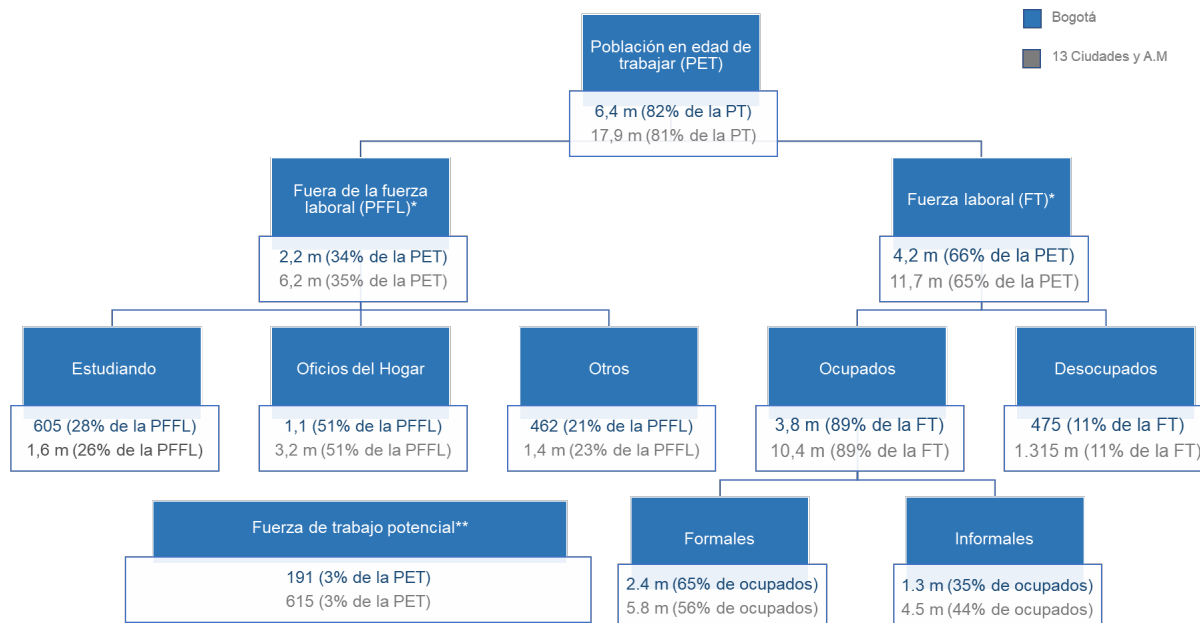 Bogotá
13 Ciudades y A.M
Población en edad de
trabajar (PET)
6,4 m (82% de la PT)
17,9 m (81% de la PT)
Fuera de la fuerza
laboral (PFFL)*
2,2 m (34% de la PET)
6,2 m (35% de la PET)
Fuerza laboral (FT)*
4,2 m (66% de la PET)
11,7 m (65% de la PET)
Estudiando
605 (28% de la PFFL)
1,6 m (26% de la PFFL)
Oficios del Hogar
1,1 (51% de la PFFL)
3,2 m (51% de la PFFL)
Otros
462 (21% de la PFFL)
1,4 m (23% de la PFFL)
Ocupados
3,8 m (89% de la FT)
10,4 m (89% de la FT)
Desocupados
475 (11% de la FT)
1.315 m (11% de la FT)
Fuerza de trabajo potencial**
191 (3% de la PET)
615 (3% de la PET)
Formales
2.4 m (65% de ocupados)
5.8 m (56% de ocupados)
Informales
1.3 m (35% de ocupados)
4.5 m (44% de ocupados)